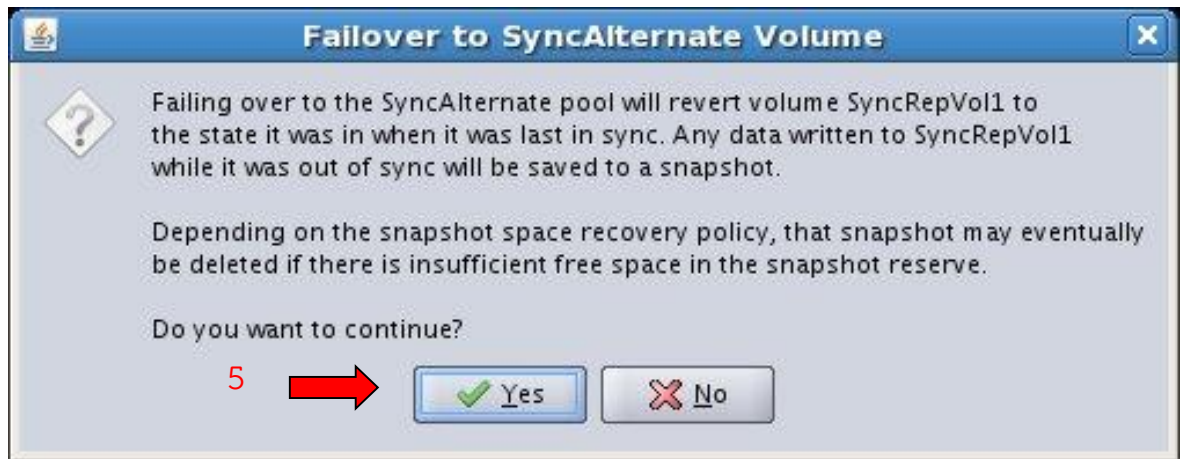 Failover to SyncAlternate Volume
Failing over to the SyncAlternate pool will revert volume SyncRepVol1 to
the state it was in when it was last in sync. Any data written to SyncRepVol1
while it was out of sync will be saved to a snapshot.
Depending on the snapshot space recovery policy, that snapshot may eventually
be deleted if there is insufficient free space in the snapshot reserve.
Do you want to continue?
5 Yes No